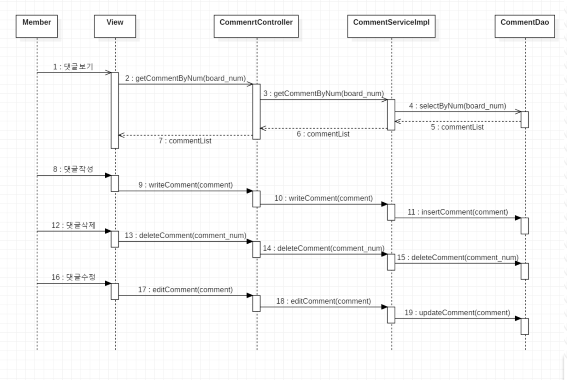 Member
View
CommenrtController
CommentServiceImpl
CommentDao
1 : 댓글보기
2 : getCommentByNum(board_num)
3 : getCommentByNum(board_num)
4 : selectByNum(board_num)
5 : commentList
6 : commentList
7 : commentList
8 : 댓글작성
9 : writeComment(comment)
10 : writeComment(comment)
11 : insertComment(comment)
12 : 댓글삭제
13 : deleteComment(comment_num)
14 : deleteComment(comment_num)
15 : deleteComment(comment_num)
16 : 댓글수정
17 : editComment(comment)
18 : editComment(comment)
19 : updateComment(comment)